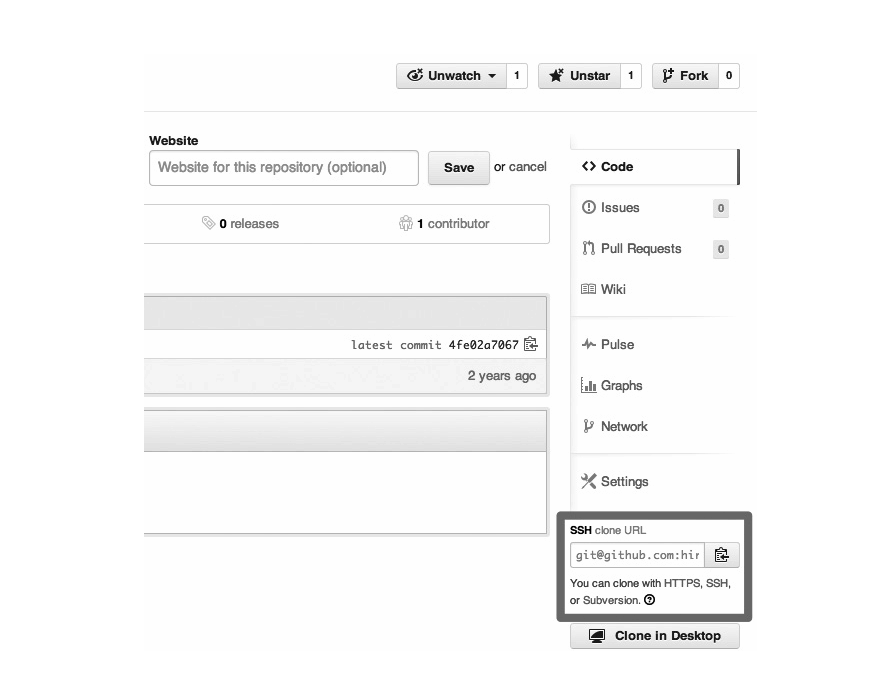 Unwatch 1 Unstar 1 Fork 0
Website
Website for this repository (optional) Save or cancel
0 releases 1 contributor
latest commit 4fe02a7067
2 years ago
Code
Issues 0
Pull Requests 0
Wiki
Pulse
Graphs
Network
Settings
SSH clone URL
git@github.com:hir
You can clone with HTTPS, SSH,
or Subversion.
Clone in Desktop